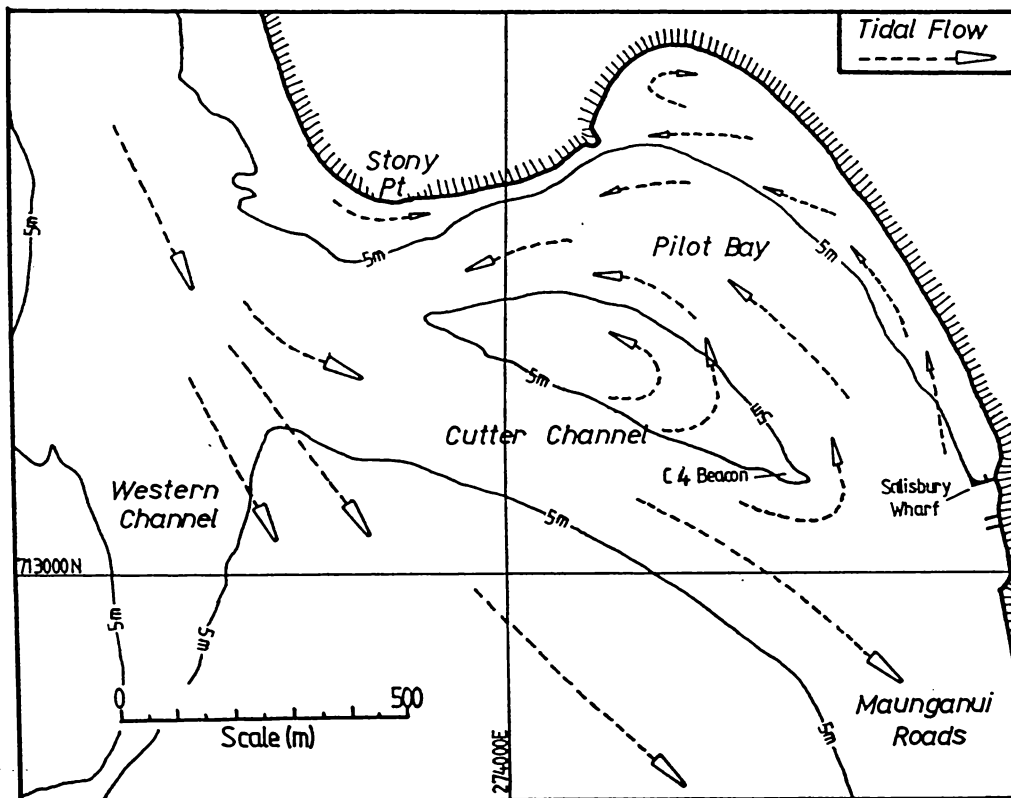 Tidal Flow
Stony
Pt.
5m
5m
Pilot Bay
5m
5m
5m
Cutter Channel
C4 Beacon
Salisbury
Wharf
Western
Channel
5m
713000N
5m
5m
0 500
Scale (m)
274000E
Maunganui
Roads
5m